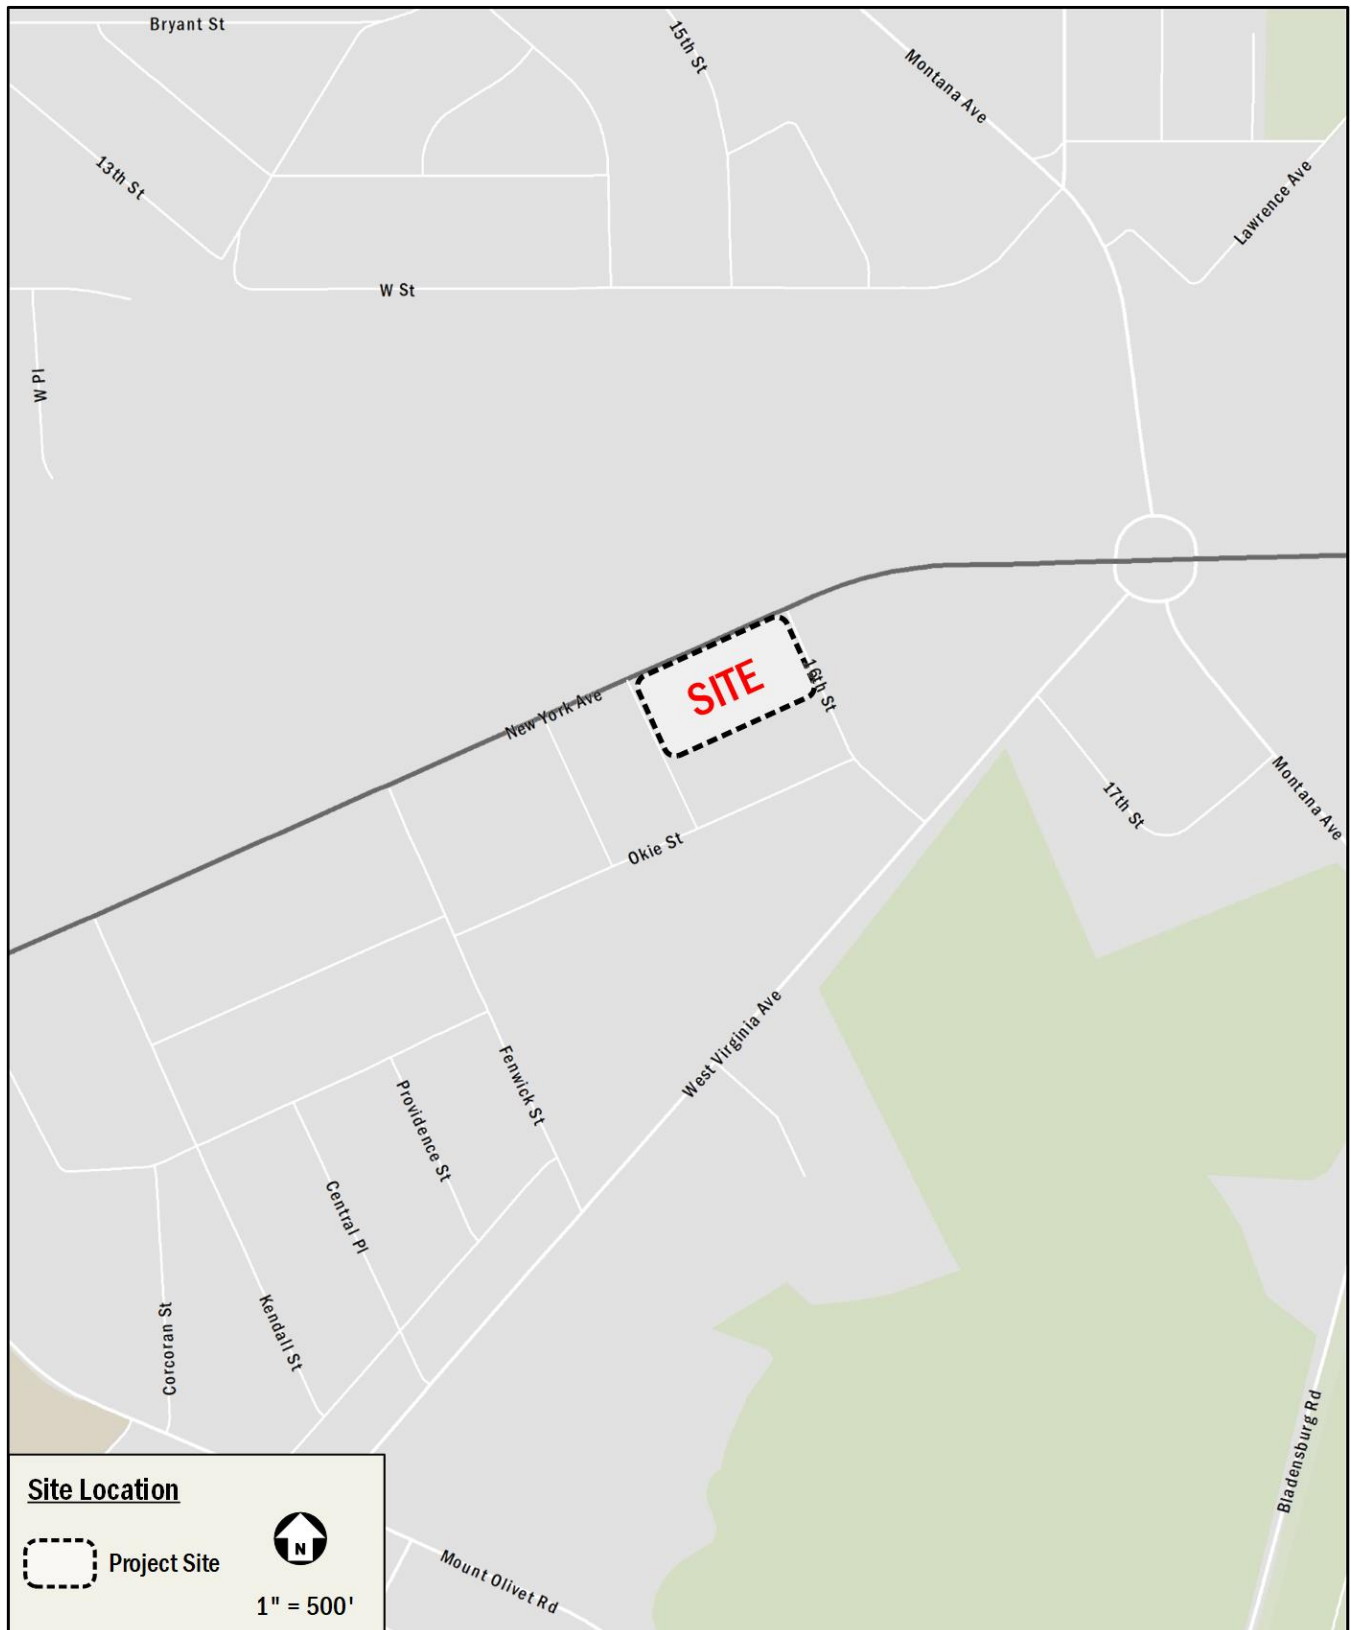 Bryant St
15th St
Montana Ave
13th St
Lawrence Ave
W St
W Pl
SITE
16th St
New York Ave
Montana Ave
17th St
Okie St
West Virginia Ave
Fenwick St
Providence St
Central Pl
Kendall St
Corcoran St
Bladensburg Rd
Mount Olivet Rd
Site Location
Project Site
N
1" = 500'